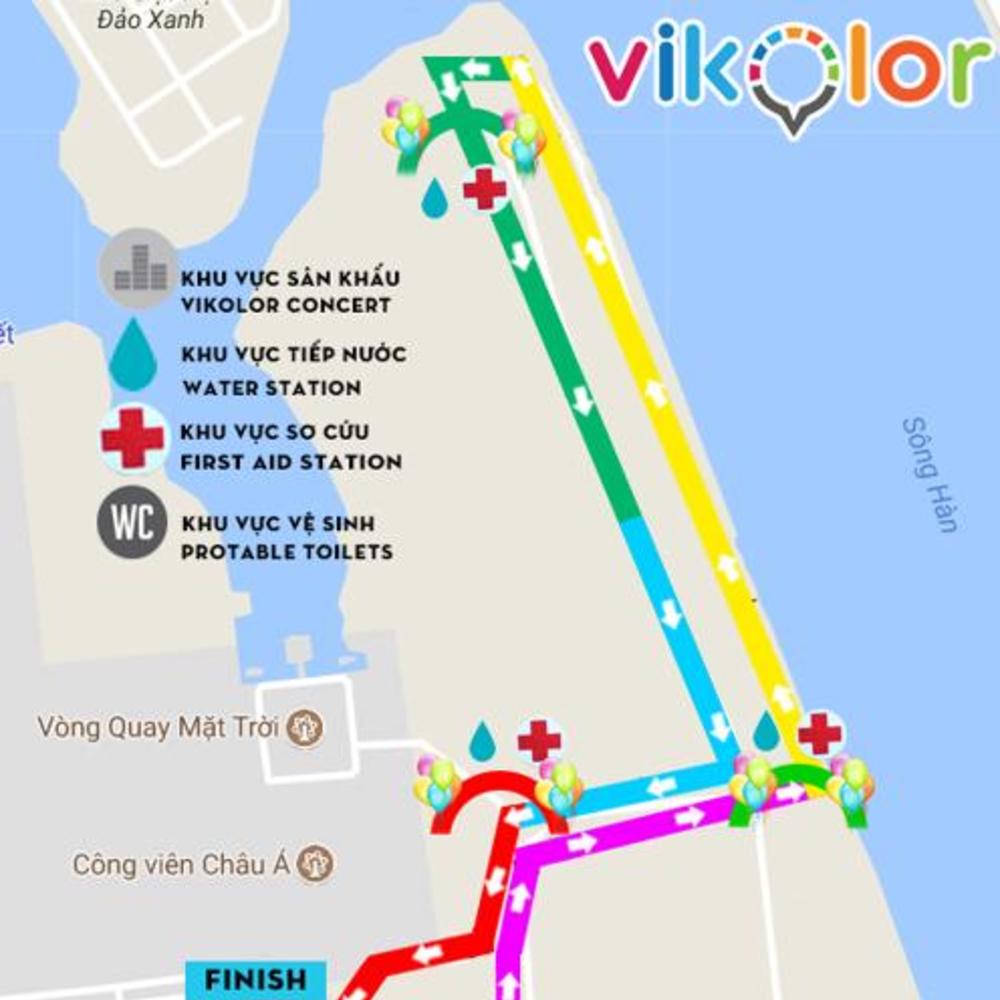 Đảo Xanh
vikolor
KHU VỰC SÂN KHẤU
VIKOLOR CONCERT
KHU VỰC TIẾP NƯỚC
WATER STATION
KHU VỰC SƠ CỨU
FIRST AID STATION
WC
KHU VỰC VỆ SINH
PROTABLE TOILETS
Sông Hàn
Vòng Quay Mặt Trời
Công viên Châu Á
FINISH